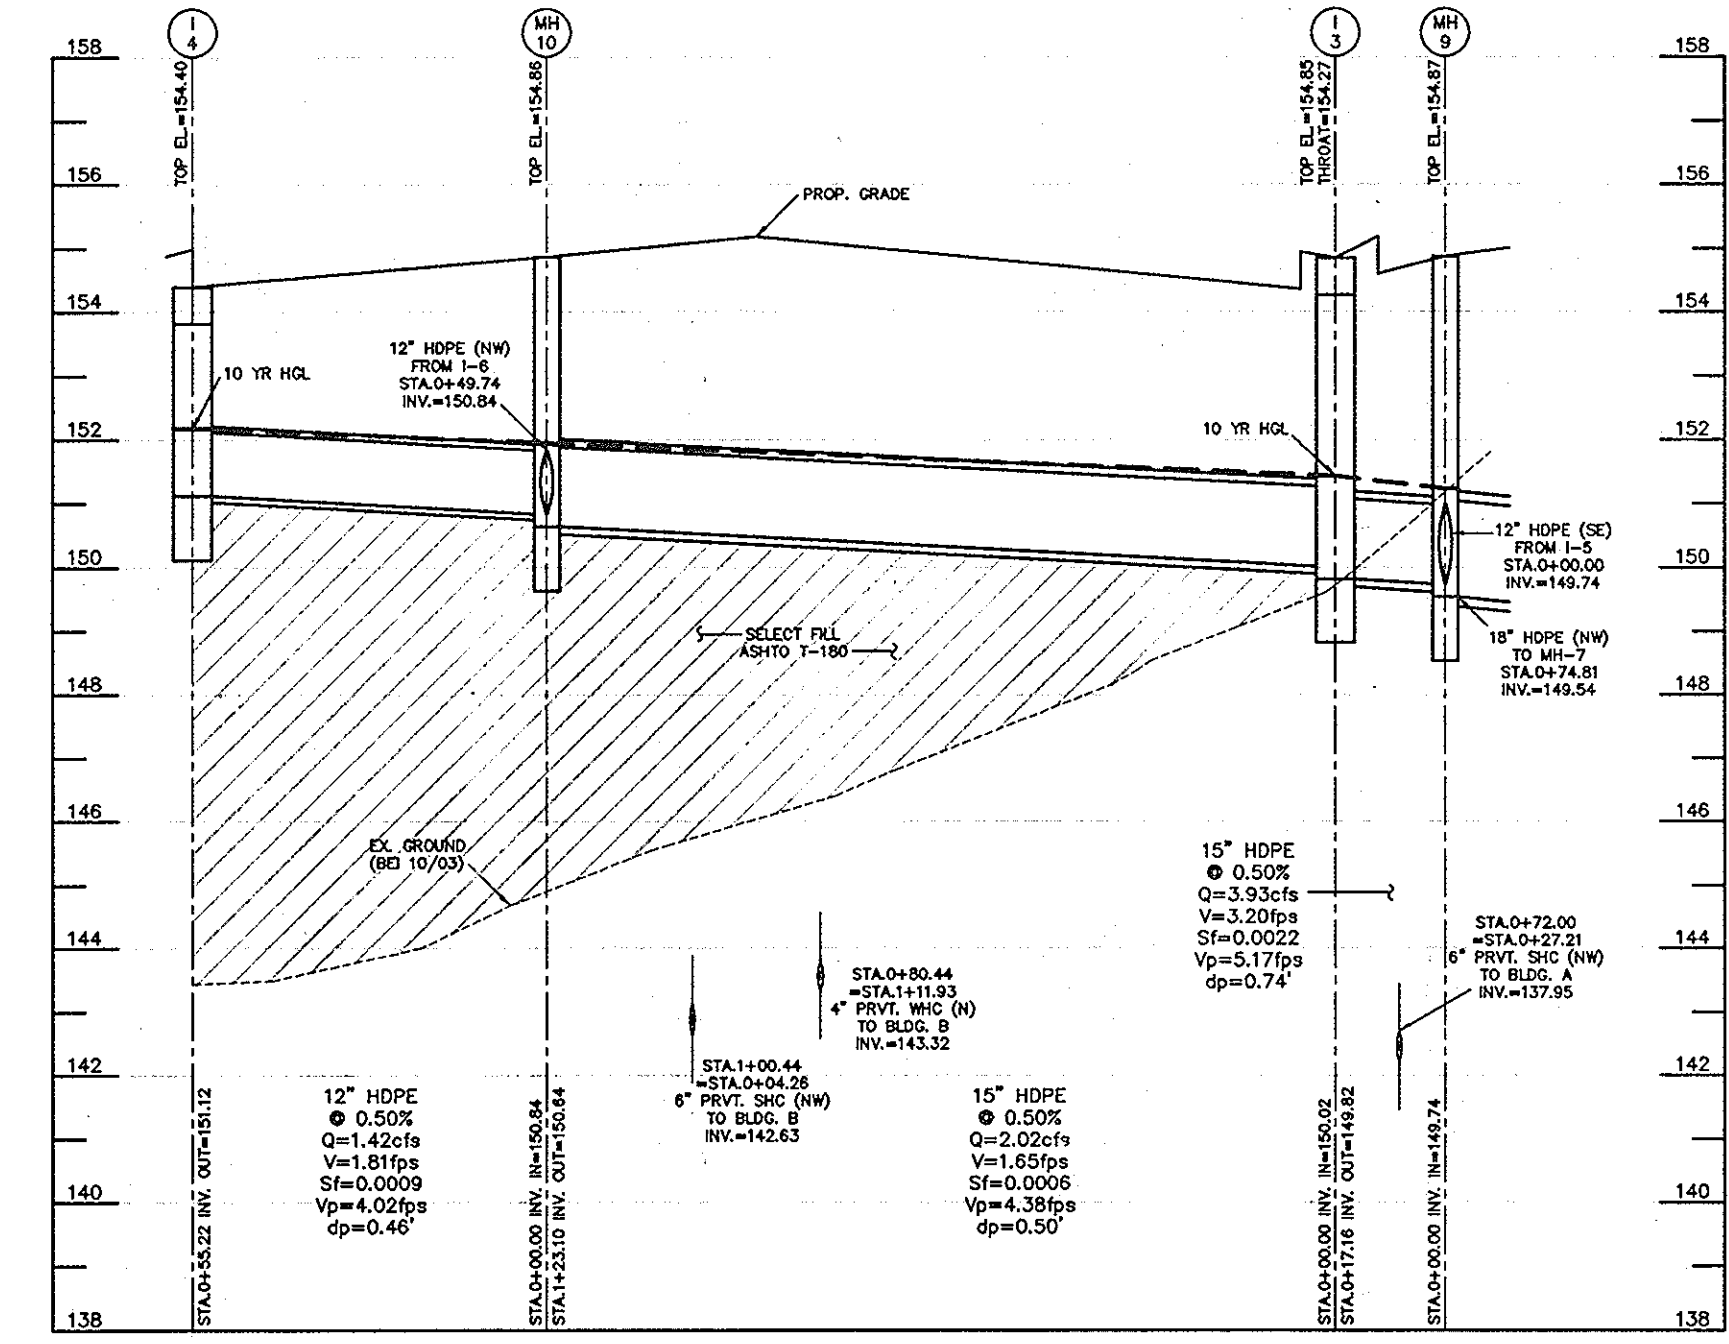 I
4
MH
10
I
3
MH
9
158
158
TOP EL.=154.40
TOP EL.=154.86
TOP EL.=154.85
THROAT=154.27
TOP EL.=154.87
156
156
PROP. GRADE
154
154
12" HDPE (NW)
FROM I-6
STA.0+49.74
INV.=150.84
10 YR HGL
10 YR HGL
152
152
12" HDPE (SE)
FROM I-5
STA.0+00.00
INV.=149.74
150
150
SELECT FILL
ASHTO T-180
18" HDPE (NW)
TO MH-7
STA.0+74.81
INV.=149.54
148
148
146
146
EX. GROUND
(BEI 10/03)
15" HDPE
@ 0.50%
Q=3.93cfs
V=3.20fps
Sf=0.0022
Vp=5.17fps
dp=0.74'
144
144
STA.0+72.00
=STA.0+27.21
6" PRVT. SHC (NW)
TO BLDG. A
INV.=137.95
STA.0+80.44
=STA.1+11.93
4" PRVT. WHC (N)
TO BLDG. B
INV.=143.32
142
142
STA.1+00.44
=STA.0+04.26
6" PRVT. SHC (NW)
TO BLDG. B
INV.=142.63
12" HDPE
@ 0.50%
Q=1.42cfs
V=1.81fps
Sf=0.0009
Vp=4.02fps
dp=0.46'
15" HDPE
@ 0.50%
Q=2.02cfs
V=1.65fps
Sf=0.0006
Vp=4.38fps
dp=0.50'
140
140
STA.0+55.22 INV. OUT=151.12
STA.0+00.00 INV. IN=150.84
STA.1+23.10 INV. OUT=150.64
STA.0+00.00 INV. IN=150.02
STA.0+17.16 INV. OUT=149.82
STA.0+00.00 INV. IN=149.74
138
138